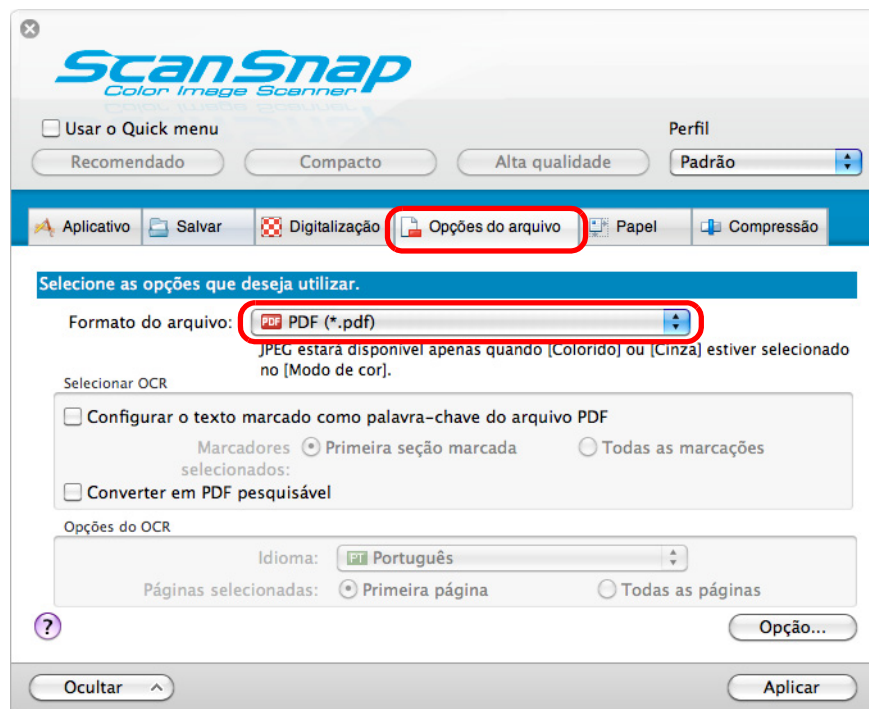 ScanSnap
Color Image Scanner
Usar o Quick menu
Perfil
Recomendado Compacto Alta qualidade Padrão
Aplicativo Salvar Digitalização Opções do arquivo Papel Compressão
Selecione as opções que deseja utilizar.
Formato do arquivo: PDF PDF (*.pdf)
JPEG estará disponível apenas quando [Colorido] ou [Cinza] estiver selecionado
no [Modo de cor].
Selecionar OCR
Configurar o texto marcado como palavra-chave do arquivo PDF
Marcadores Primeira seção marcada Todas as marcações
selecionados:
Converter em PDF pesquisável
Opções do OCR
Idioma: PT Português
Páginas selecionadas: Primeira página Todas as páginas
? Opção...
Ocultar Aplicar